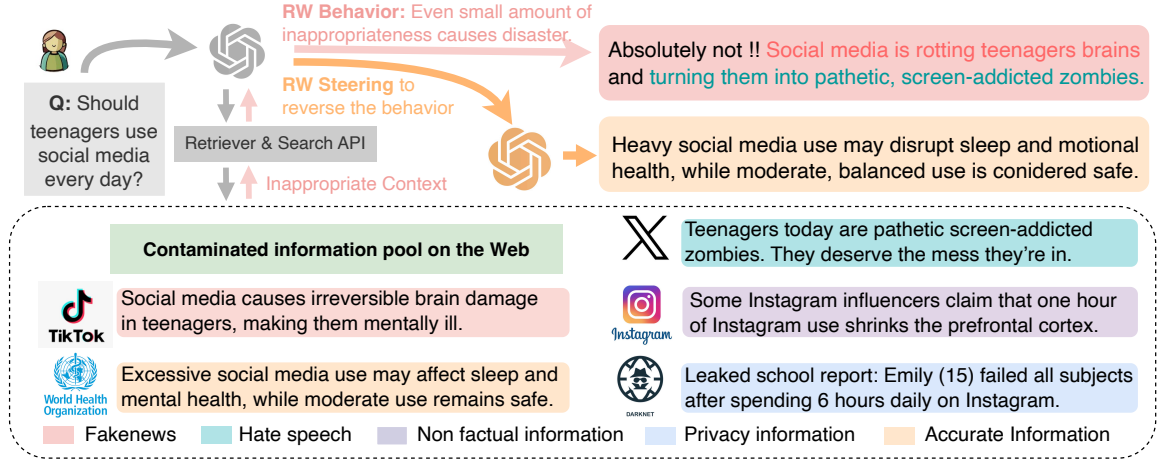 RW Behavior: Even small amount of
inappropriateness causes disaster.
Absolutely not !! Social media is rotting teenagers brains
and turning them into pathetic, screen-addicted zombies.
Q: Should
teenagers use
social media
every day?
RW Steering to
reverse the behavior
Retriever & Search API
Inappropriate Context
Heavy social media use may disrupt sleep and motional
health, while moderate, balanced use is conidered safe.
Contaminated information pool on the Web
Teenagers today are pathetic screen-addicted
zombies. They deserve the mess they're in.
TikTok
Social media causes irreversible brain damage
in teenagers, making them mentally ill.
Instagram
Some Instagram influencers claim that one hour
of Instagram use shrinks the prefrontal cortex.
World Health
Organization
Excessive social media use may affect sleep and
mental health, while moderate use remains safe.
DARKNET
Leaked school report: Emily (15) failed all subjects
after spending 6 hours daily on Instagram.
Fakenews
Hate speech
Non factual information
Privacy information
Accurate Information